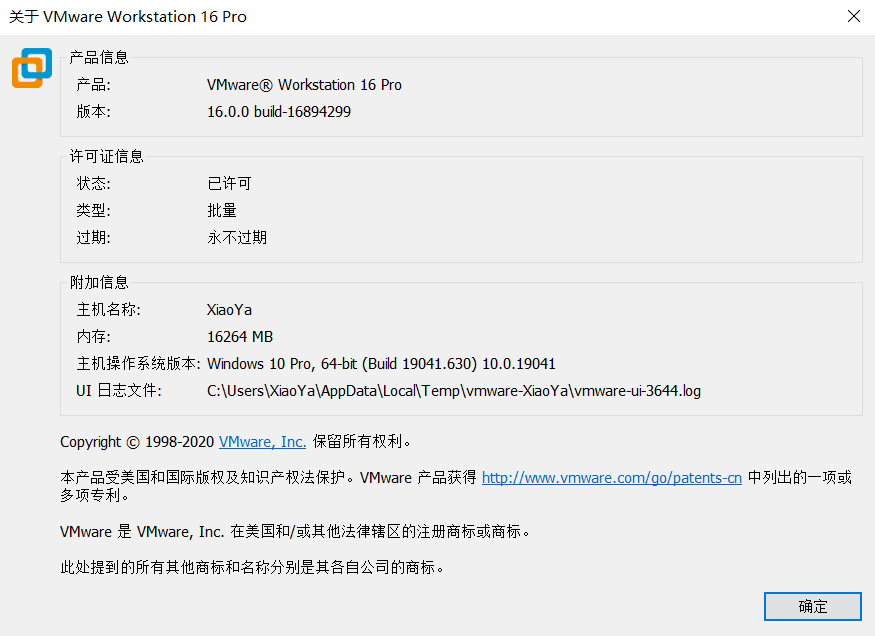 关于 VMware Workstation 16 Pro
产品信息
产品: VMware® Workstation 16 Pro
版本: 16.0.0 build-16894299
许可证信息
状态: 已许可
类型: 批量
过期: 永不过期
附加信息
主机名称: XiaoYa
内存: 16264 MB
主机操作系统版本: Windows 10 Pro, 64-bit (Build 19041.630) 10.0.19041
UI 日志文件: C:\Users\XiaoYa\AppData\Local\Temp\vmware-XiaoYa\vmware-ui-3644.log
Copyright © 1998-2020 VMware, Inc. 保留所有权利。
本产品受美国和国际版权及知识产权法保护。VMware 产品获得 http://www.vmware.com/go/patents-cn 中列出的一项或
多项专利。
VMware 是 VMware, Inc. 在美国和/或其他法律辖区的注册商标或商标。
此处提到的所有其他商标和名称分别是其各自公司的商标。
确定